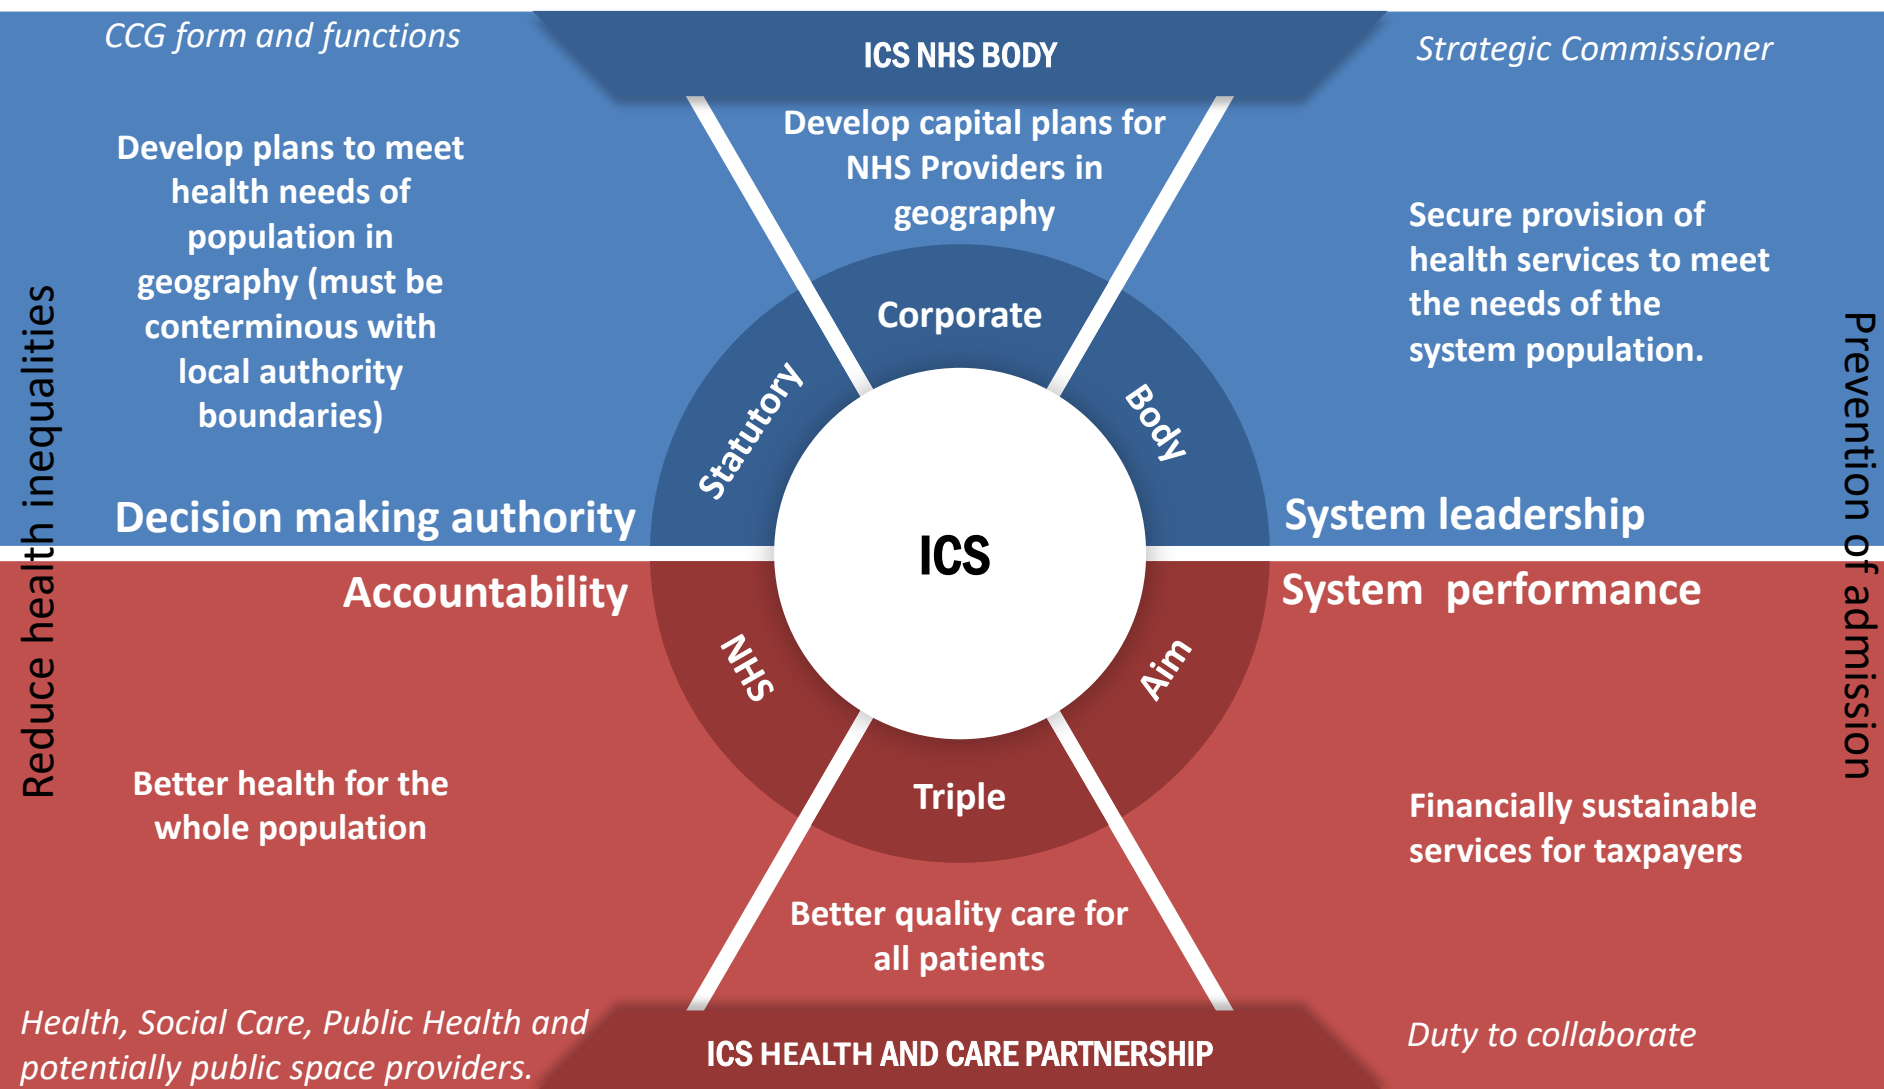 CCG form and functions
ICS NHS BODY
Strategic Commissioner
Develop plans to meet
health needs of
population in
geography (must be
conterminous with
local authority
boundaries)
Develop capital plans for
NHS Providers in
geography
Secure provision of
health services to meet
the needs of the
system population.
Statutory
Corporate
Body
Reduce health inequalities
Prevention of admission
Decision making authority
System leadership
ICS
Accountability
System  performance
NHS
Triple
Aim
Better health for the
whole population
Better quality care for
all patients
Financially sustainable
services for taxpayers
Health, Social Care, Public Health and
potentially public space providers.
ICS HEALTH AND CARE PARTNERSHIP
Duty to collaborate